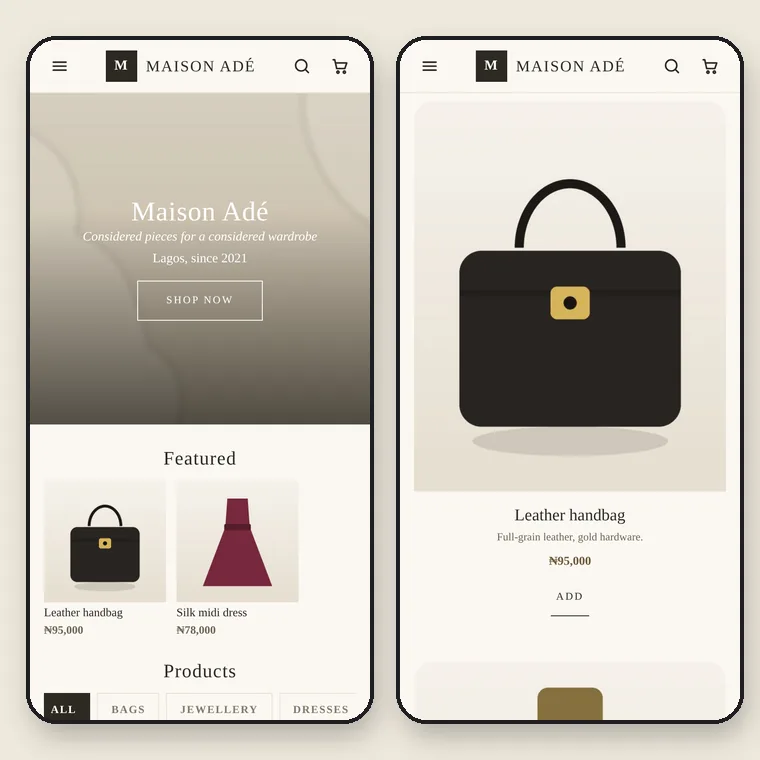 M MAISON ADÉ
Maison Adé
Considered pieces for a considered wardrobe
Lagos, since 2021
SHOP NOW
Featured
Leather handbag
₦95,000
Silk midi dress
₦78,000
Products
ALL BAGS JEWELLERY DRESSES
M MAISON ADÉ
Leather handbag
Full-grain leather, gold hardware.
₦95,000
ADD